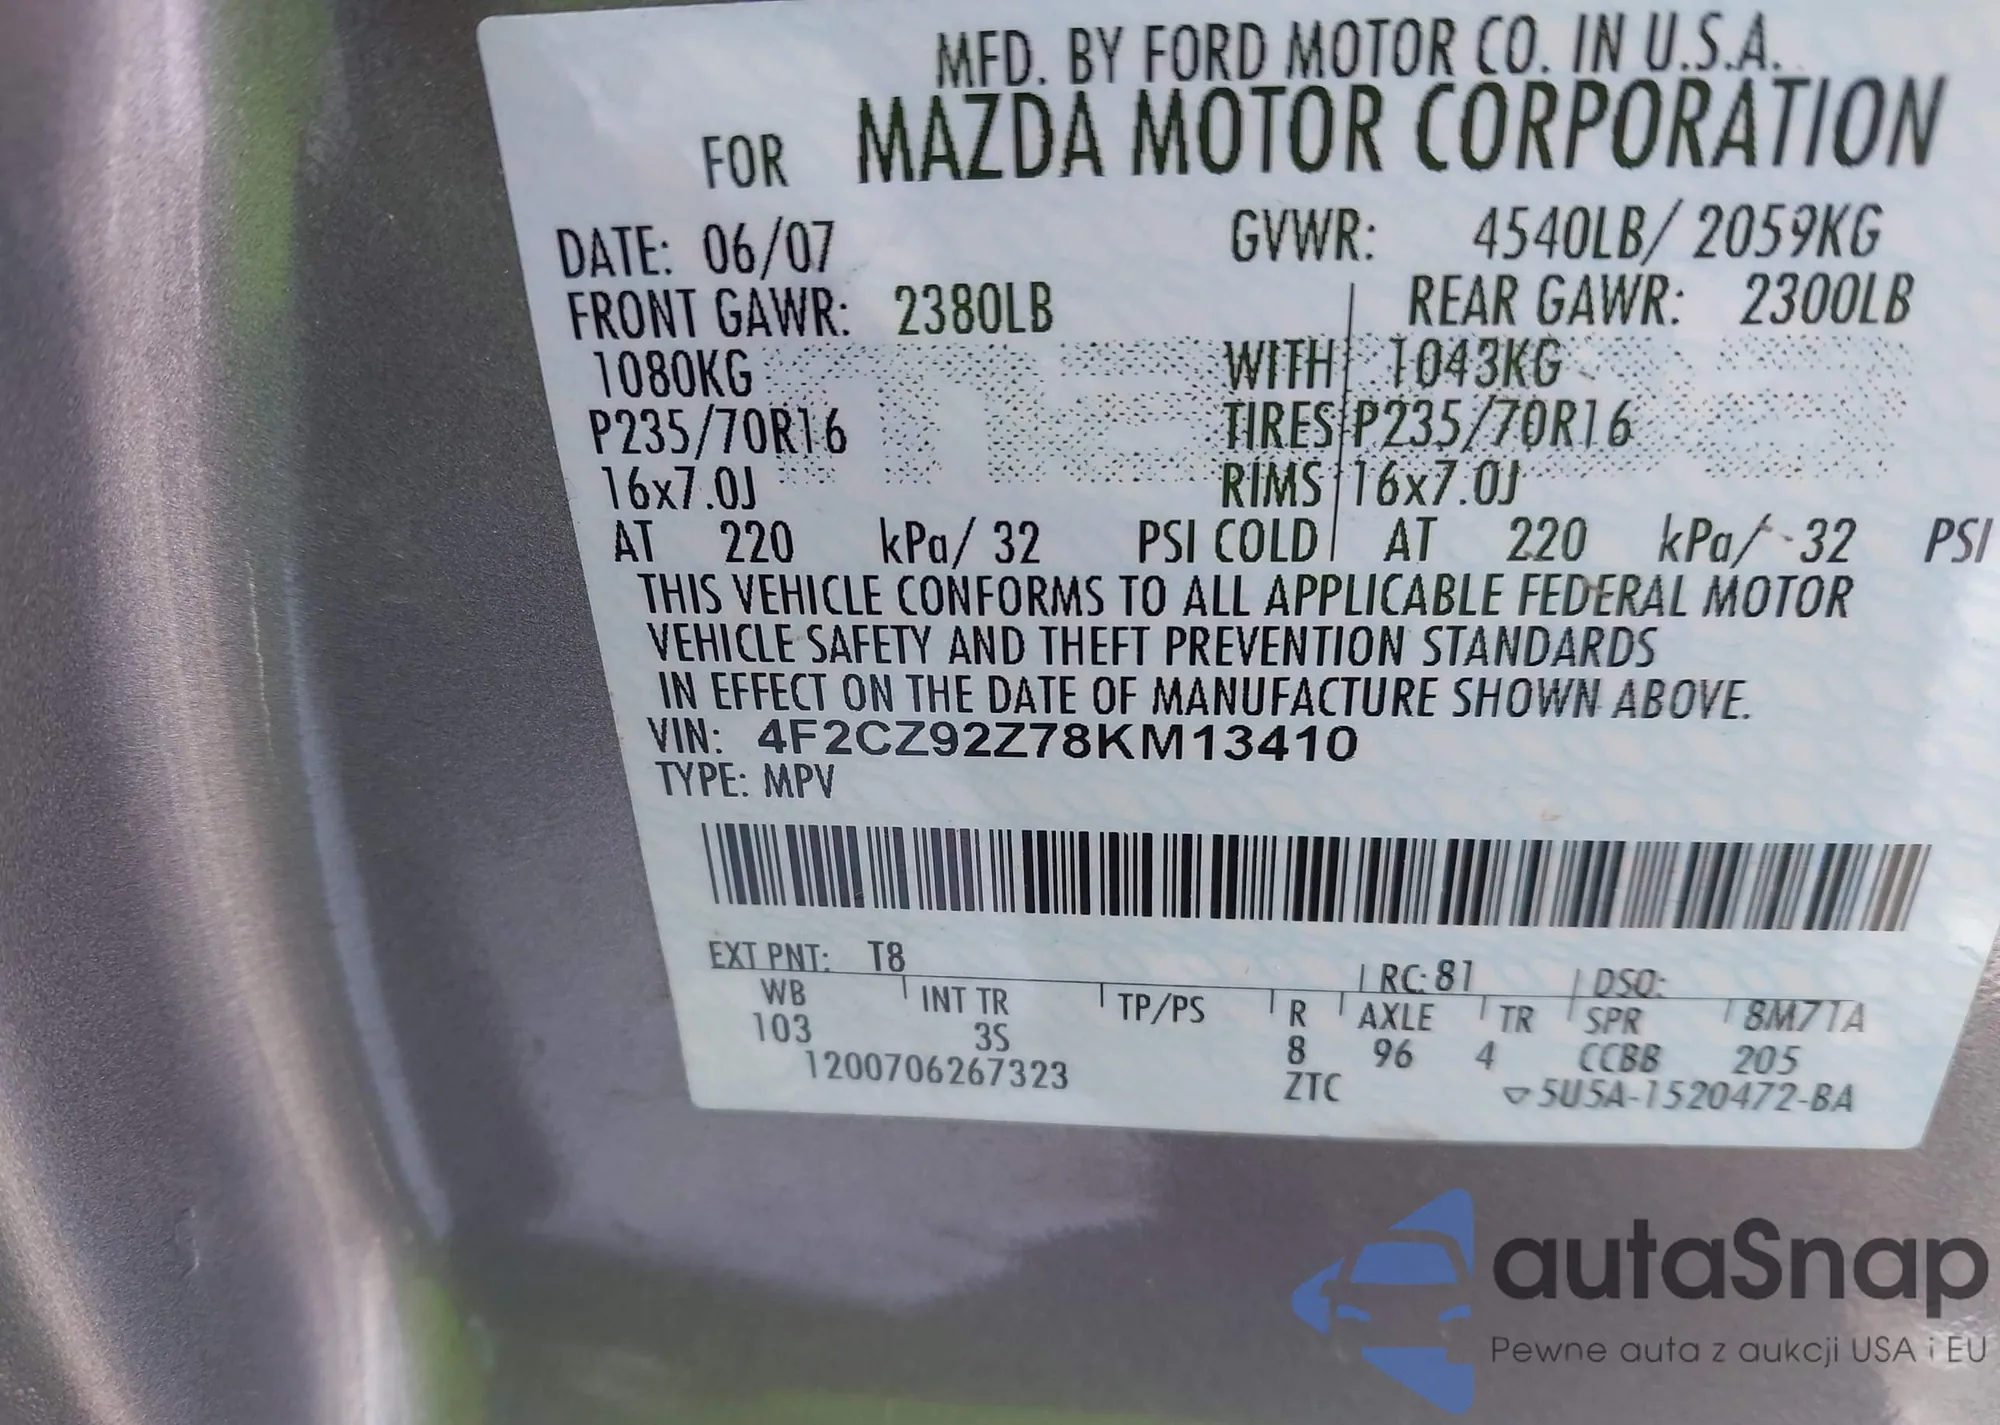 MFD. BY FORD MOTOR CO. IN U.S.A.
FOR MAZDA MOTOR CORPORATION
DATE: 06/07 GVWR: 4540LB/ 2059KG
FRONT GAWR: 2380LB REAR GAWR: 2300LB
1080KG WITH 1043KG
P235/70R16 TIRES P235/70R16
16x7.0J RIMS 16x7.0J
AT 220 kPa/ 32 PSI COLD AT 220 kPa/ 32 PSI
THIS VEHICLE CONFORMS TO ALL APPLICABLE FEDERAL MOTOR
VEHICLE SAFETY AND THEFT PREVENTION STANDARDS
IN EFFECT ON THE DATE OF MANUFACTURE SHOWN ABOVE.
VIN: 4F2CZ92Z78KM13410
TYPE: MPV
EXT PNT: T8 RC: 81 DSO:
WB INT TR TP/PS R AXLE TR SPR 8M71A
103 3S 8 96 4 CCBB 205
1200706267323 ZTC ▽5U5A-1520472-BA
autaSnap
Pewne auta z aukcji USA i EU